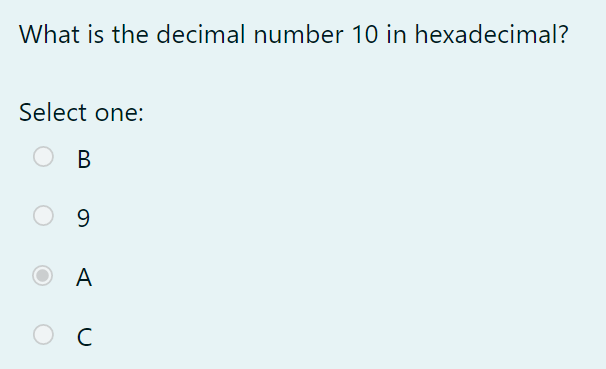 What is the decimal number 10 in hexadecimal?
Select one:
B
9
A
C